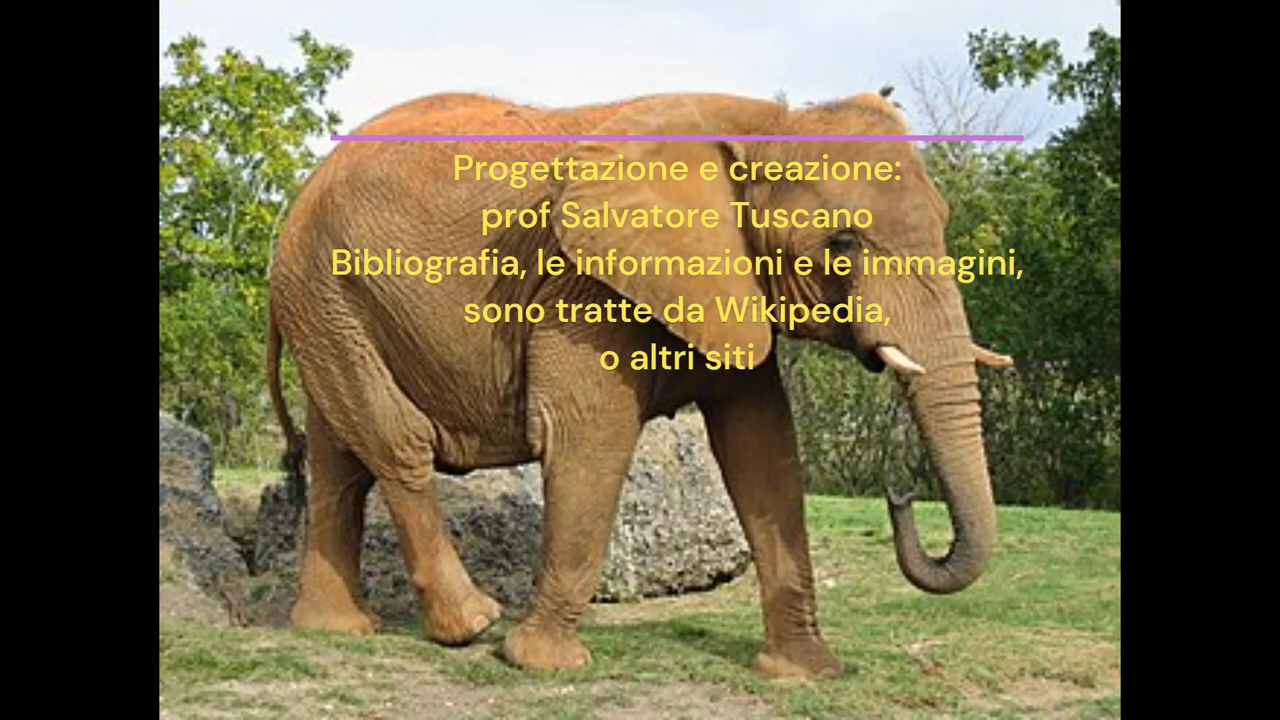 Progettazione e creazione:
prof Salvatore Tuscano
Bibliografia, le informazioni e le immagini,
sono tratte da Wikipedia,
o altri siti